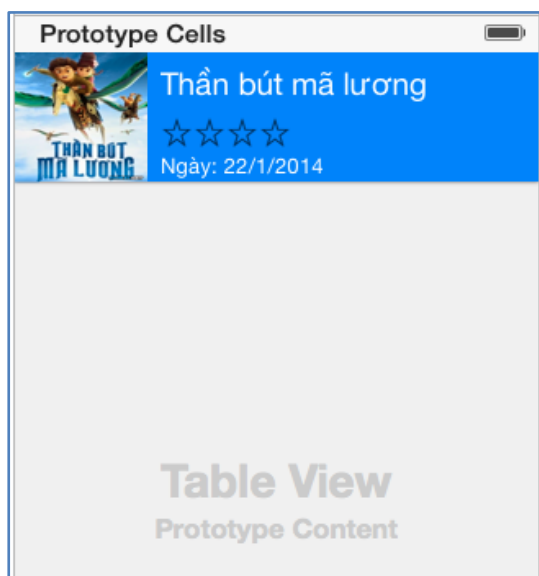 Prototype Cells
Thần bút mã lương
☆☆☆☆
Ngày: 22/1/2014
THẦN BÚT
MÃ LƯƠNG
Table View
Prototype Content